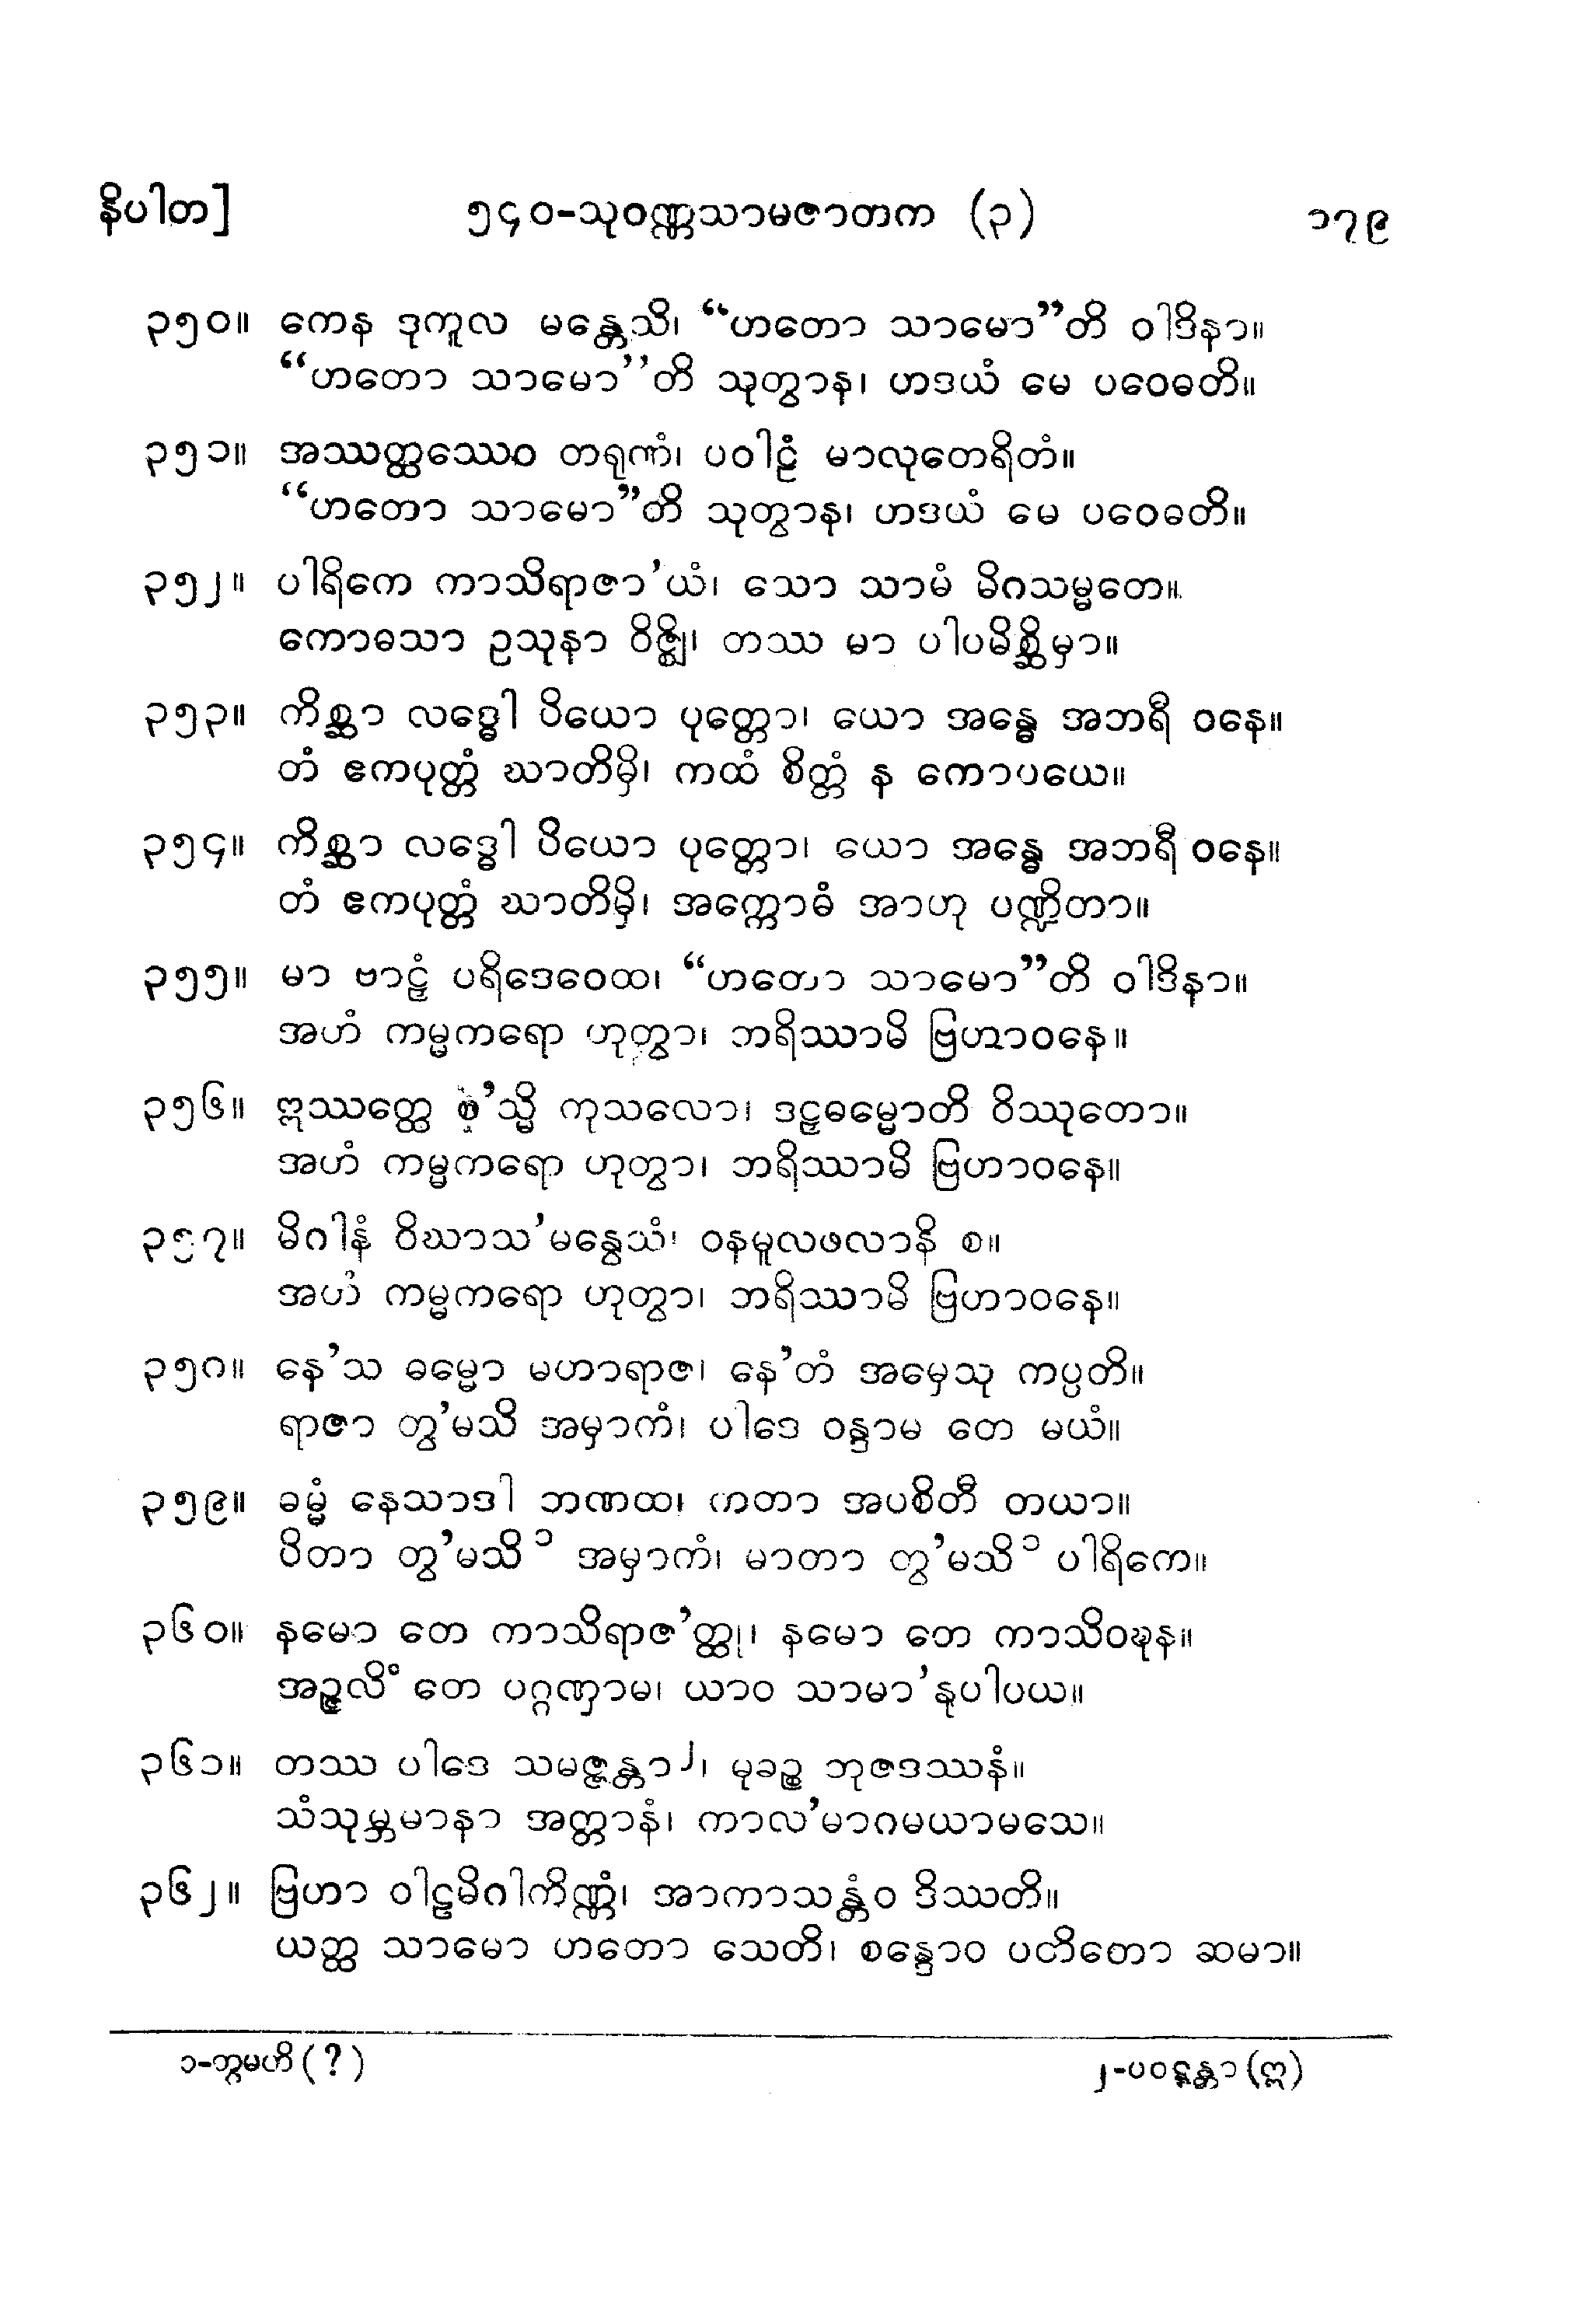 နိပါတ]
၅၄၀-သုဝဏ္ဏသာမဇာတက (၃)
၁၇၉
၃၅၀။ ကေန ဒုကူလ မန္တေသိ၊ “ဟတော သာမော”တိ ဝါဒိနာ။
“ဟတော သာမော”တိ သုတွာန၊ ဟဒယံ မေ ပဝေဓတိ။
၃၅၁။ အဿတ္ထဿေဝ တရုဏံ၊ ပဝါဠံ မာလုတေရိတံ။
“ဟတော သာမော”တိ သုတွာန၊ ဟဒယံ မေ ပဝေဓတိ။
၃၅၂။ ပါရိကေ ကာသိရာဇာ’ယံ၊ သော သာမံ မိဂသမ္မတေ။
ကောဓသာ ဥသုနာ ဝိဇ္ဈိ၊ တဿ မာ ပါပမိစ္ဆိမှာ။
၃၅၃။ ကိစ္ဆာ လဒ္ဓေါ ပိယော ပုတ္တော၊ ယော အန္ဓေ အဘရီ ဝနေ။
တံ ဧကပုတ္တံ ဃာတိမှိ၊ ကထံ စိတ္တံ န ကောပယေ။
၃၅၄။ ကိစ္ဆာ လဒ္ဓေါ ပိယော ပုတ္တော၊ ယော အန္ဓေ အဘရီ ဝနေ။
တံ ဧကပုတ္တံ ဃာတိမှိ၊ အက္ကောဓံ အာဟု ပဏ္ဍိတာ။
၃၅၅။ မာ ဗာဠှံ ပရိဒေဝေထ၊ “ဟတော သာမော”တိ ဝါဒိနာ။
အဟံ ကမ္မကရော ဟုတွာ၊ ဘရိဿာမိ ဗြဟာဝနေ။
၃၅၆။ ဣဿတ္ထေ စ’သ္မိ ကုသလော၊ ဒဠှဓမ္မောတိ ဝိဿုတော။
အဟံ ကမ္မကရော ဟုတွာ၊ ဘရိဿာမိ ဗြဟာဝနေ။
၃၅၇။ မိဂါနံ ဝိဃာသ’မန္ဝေသံ၊ ဝနမူလဖလာနိ စ။
အဟံ ကမ္မကရော ဟုတွာ၊ ဘရိဿာမိ ဗြဟာဝနေ။
၃၅၈။ နေ’သ ဓမ္မော မဟာရာဇ၊ နေ’တံ အမှေသု ကပ္ပတိ။
ရာဇာ တွ’မသိ အမှာကံ၊ ပါဒေ ဝန္ဒာမ တေ မယံ။
၃၅၉။ ဓမ္မံ နေသာဒါ ဘဏထ၊ ကတာ အပစိတီ တယာ။
ပိတာ တွ’မသိ ၁ အမှာကံ၊ မာတာ တွ’မသိ ၁ ပါရိကေ။
၃၆၀။ နမော တေ ကာသိရာဇ’တ္ထု၊ နမော တေ ကာသိဝဍ္ဎန။
အဉ္ဇလိံ တေ ပဂ္ဂဏှာမ၊ ယာဝ သာမာ’နုပါပယ။
၃၆၁။ တဿ ပါဒေ သမဇ္ဇန္တာ ၂၊ မုခဉ္စ ဘုဇဒဿနံ။
သံသုမ္ဘမာနာ အတ္တာနံ၊ ကာလ’မာဂမယာမသေ။
၃၆၂။ ဗြဟာ ဝါဠမိဂါကိဏ္ဏံ၊ အာကာသန္တံဝ ဒိဿတိ။
ယတ္ထ သာမော ဟတော သေတိ၊ စန္ဒောဝ ပတိတော ဆမာ။
၁-တွမဟိ (?)
၂-ပဝဋ္ဋန္တာ (ဣ)